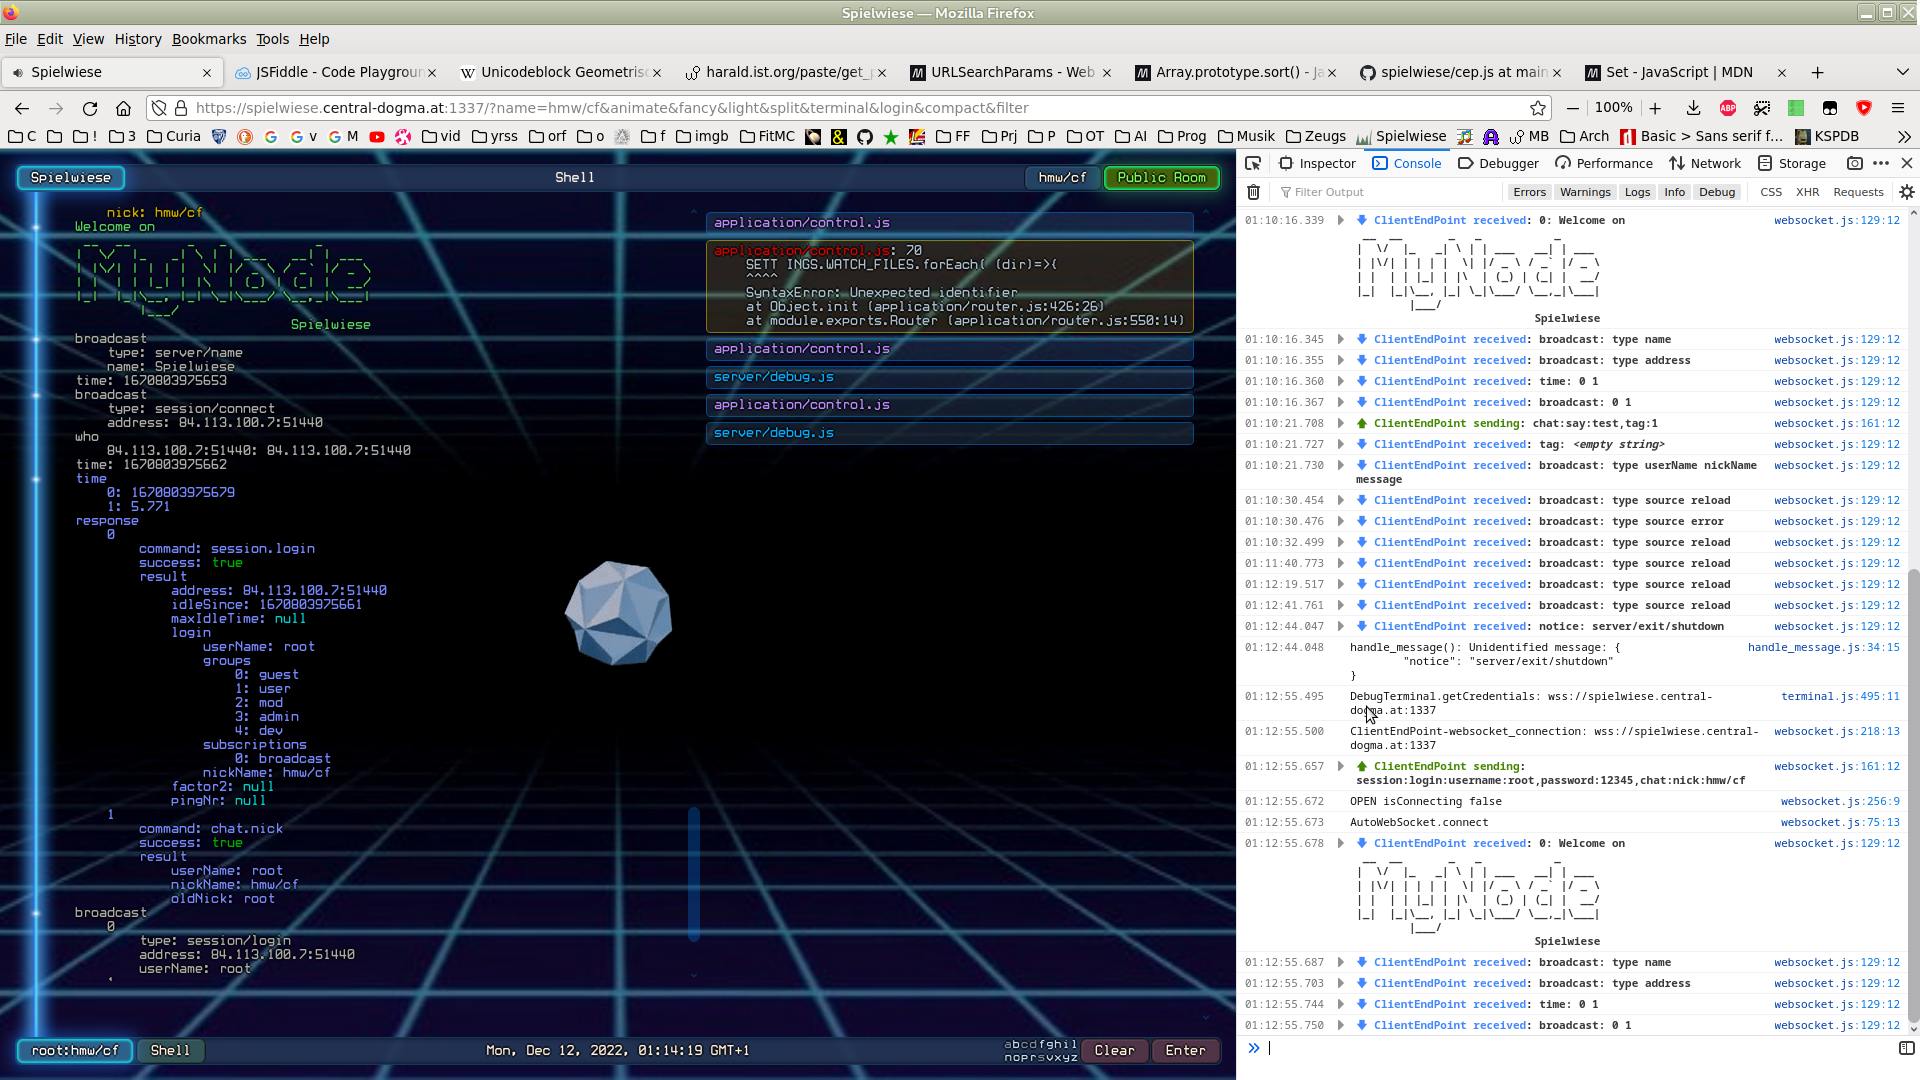 Spielwiese — Mozilla Firefox
File Edit View History Bookmarks Tools Help
Spielwiese
JSFiddle - Code Playgroun
Unicodeblock Geometris
harald.ist.org/paste/get_p
URLSearchParams - Web
Array.prototype.sort() - Ja
spielwiese/cep.js at main
Set - JavaScript | MDN
https://spielwiese.central-dogma.at:1337/?name=hmw/cf&animate&fancy&light&split&terminal&login&compact&filter
100%
C ! 3 Curia v M vid yrss orf o f imgb FitMC FF Prj P OT AI Prog Musik Zeugs Spielwiese MB Arch Basic > Sans serif f... KSPDB
Spielwiese
Shell
hmw/cf
Public Room
nick: hmw/cf
Welcome on
Spielwiese
broadcast
type: server/name
name: Spielwiese
time: 1670803975653
broadcast
type: session/connect
address: 84.113.100.7:51440
who
84.113.100.7:51440: 84.113.100.7:51440
time: 1670803975662
time
0: 1670803975679
1: 5.771
response
0
command: session.login
success: true
result
address: 84.113.100.7:51440
idleSince: 1670803975661
maxIdleTime: null
login
userName: root
groups
0: guest
1: user
2: mod
3: admin
4: dev
subscriptions
0: broadcast
nickName: hmw/cf
factor2: null
pingNr: null
1
command: chat.nick
success: true
result
userName: root
nickName: hmw/cf
oldNick: root
broadcast
0
type: session/login
address: 84.113.100.7:51440
userName: root
application/control.js
application/control.js: 70
SETT INGS.WATCH_FILES.forEach( (dir)=>{
^^^^
SyntaxError: Unexpected identifier
at Object.init (application/router.js:426:26)
at module.exports.Router (application/router.js:550:14)
application/control.js
server/debug.js
application/control.js
server/debug.js
root:hmw/cf
Shell
Mon, Dec 12, 2022, 01:14:19 GMT+1
abcdfghil
noprsvxyz
Clear
Enter
Inspector Console Debugger Performance Network Storage
Filter Output
Errors Warnings Logs Info Debug CSS XHR Requests
01:10:16.339 ClientEndPoint received: 0: Welcome on websocket.js:129:12
Spielwiese
01:10:16.345 ClientEndPoint received: broadcast: type name websocket.js:129:12
01:10:16.355 ClientEndPoint received: broadcast: type address websocket.js:129:12
01:10:16.360 ClientEndPoint received: time: 0 1 websocket.js:129:12
01:10:16.367 ClientEndPoint received: broadcast: 0 1 websocket.js:129:12
01:10:21.708 ClientEndPoint sending: chat:say:test,tag:1 websocket.js:161:12
01:10:21.727 ClientEndPoint received: tag: <empty string> websocket.js:129:12
01:10:21.730 ClientEndPoint received: broadcast: type userName nickName websocket.js:129:12
message
01:10:30.454 ClientEndPoint received: broadcast: type source reload websocket.js:129:12
01:10:30.476 ClientEndPoint received: broadcast: type source error websocket.js:129:12
01:10:32.499 ClientEndPoint received: broadcast: type source reload websocket.js:129:12
01:11:40.773 ClientEndPoint received: broadcast: type source reload websocket.js:129:12
01:12:19.517 ClientEndPoint received: broadcast: type source reload websocket.js:129:12
01:12:41.761 ClientEndPoint received: broadcast: type source reload websocket.js:129:12
01:12:44.047 ClientEndPoint received: notice: server/exit/shutdown websocket.js:129:12
01:12:44.048 handle_message(): Unidentified message: { handle_message.js:34:15
"notice": "server/exit/shutdown"
}
01:12:55.495 DebugTerminal.getCredentials: wss://spielwiese.central- terminal.js:495:11
dogma.at:1337
01:12:55.500 ClientEndPoint-websocket_connection: wss://spielwiese.central- websocket.js:218:13
dogma.at:1337
01:12:55.657 ClientEndPoint sending: websocket.js:161:12
session:login:username:root,password:12345,chat:nick:hmw/cf
01:12:55.672 OPEN isConnecting false websocket.js:256:9
01:12:55.673 AutoWebSocket.connect websocket.js:75:13
01:12:55.678 ClientEndPoint received: 0: Welcome on websocket.js:129:12
Spielwiese
01:12:55.687 ClientEndPoint received: broadcast: type name websocket.js:129:12
01:12:55.703 ClientEndPoint received: broadcast: type address websocket.js:129:12
01:12:55.744 ClientEndPoint received: time: 0 1 websocket.js:129:12
01:12:55.750 ClientEndPoint received: broadcast: 0 1 websocket.js:129:12